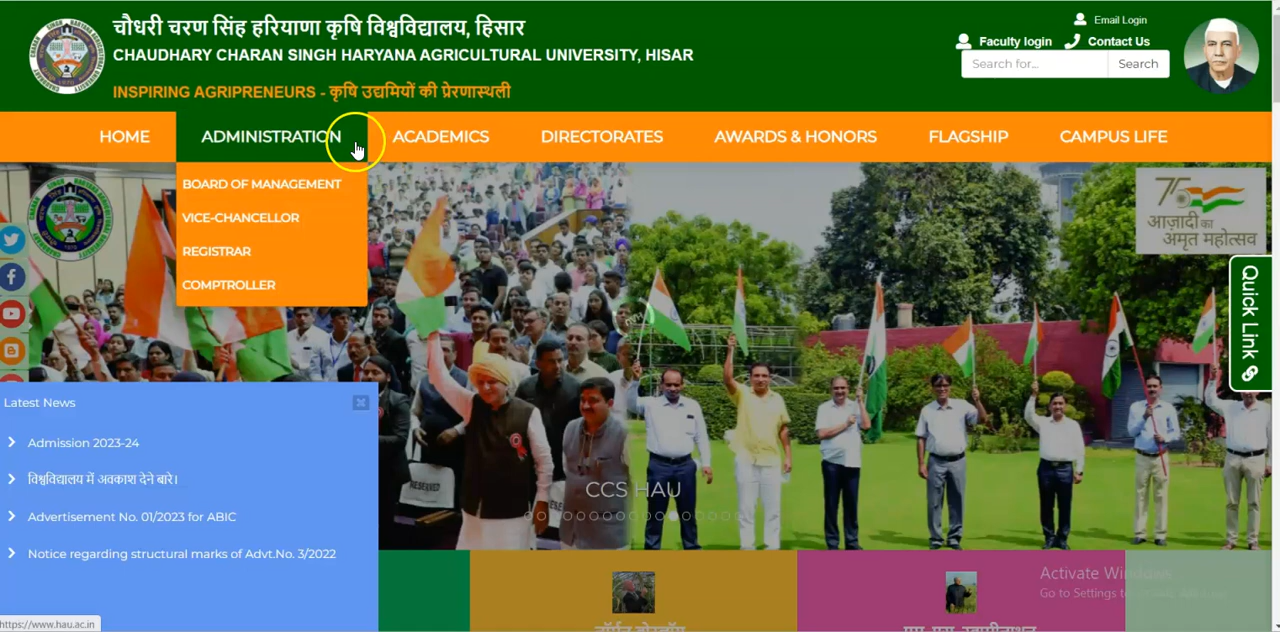 चौधरी चरण सिंह हरियाणा कृषि विश्वविद्यालय, हिसार
CHAUDHARY CHARAN SINGH HARYANA AGRICULTURAL UNIVERSITY, HISAR
INSPIRING AGRIPRENEURS - कृषि उद्यमियों की प्रेरणास्थली
Email Login
Faculty login
Contact Us
Search for...
Search
HOME
ADMINISTRATION
ACADEMICS
DIRECTORATES
AWARDS & HONORS
FLAGSHIP
CAMPUS LIFE
BOARD OF MANAGEMENT
VICE-CHANCELLOR
REGISTRAR
COMPTROLLER
75
आज़ादी का
अमृत महोत्सव
Quick Link
RESERVED
CCS HAU
Latest News
Admission 2023-24
विश्वविद्यालय में अवकाश देने बारे।
Advertisement No. 01/2023 for ABIC
Notice regarding structural marks of Advt.No. 3/2022
Activate Windows
Go to Settings to
https://www.hau.ac.in